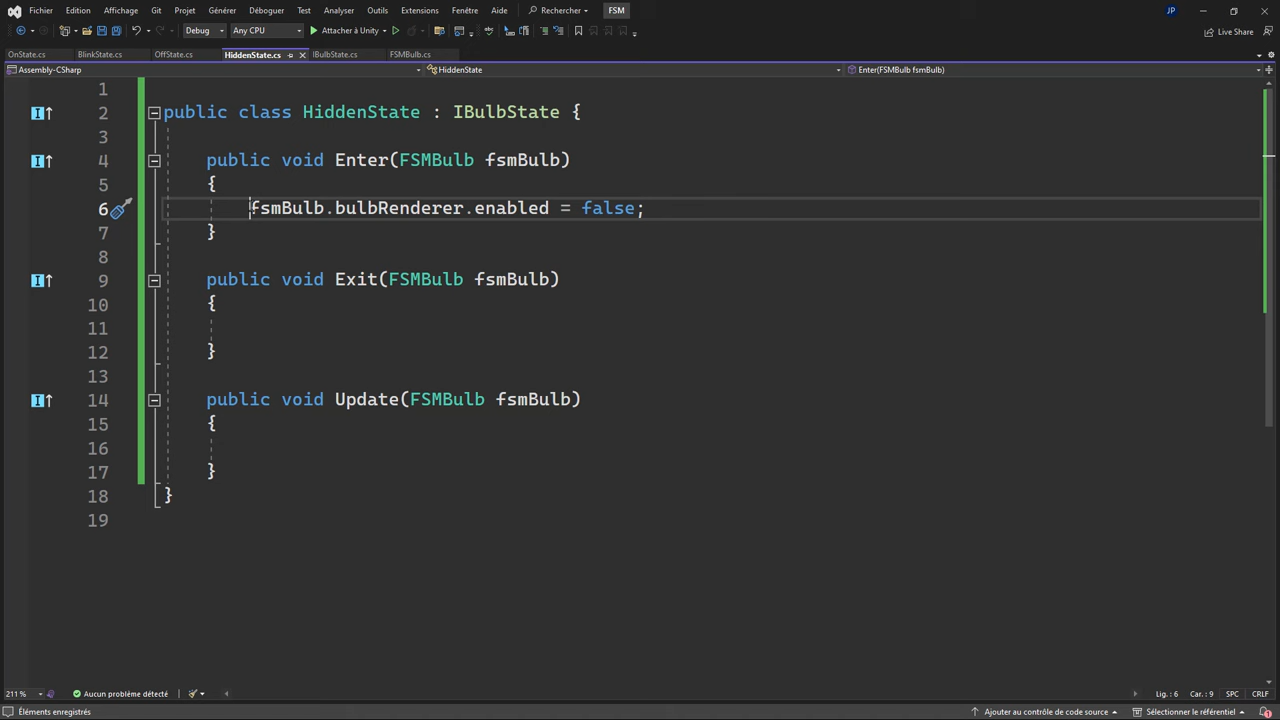 Fichier Edition Affichage Git Projet Générer Déboguer Test Analyser Outils Extensions Fenêtre Aide Rechercher FSM JP
Debug Any CPU Attacher à Unity Live Share
OnState.cs BlinkState.cs OffState.cs HiddenState.cs IBulbState.cs FSMBulb.cs
Assembly-CSharp HiddenState Enter(FSMBulb fsmBulb)
1
2 public class HiddenState : IBulbState {
3
4 public void Enter(FSMBulb fsmBulb)
5 {
6 fsmBulb.bulbRenderer.enabled = false;
7 }
8
9 public void Exit(FSMBulb fsmBulb)
10 {
11
12 }
13
14 public void Update(FSMBulb fsmBulb)
15 {
16
17 }
18 }
19
211 % Aucun problème détecté Lig. : 6 Car. : 9 SPC CRLF
Éléments enregistrés Ajouter au contrôle de code source Sélectionner le référentiel 1